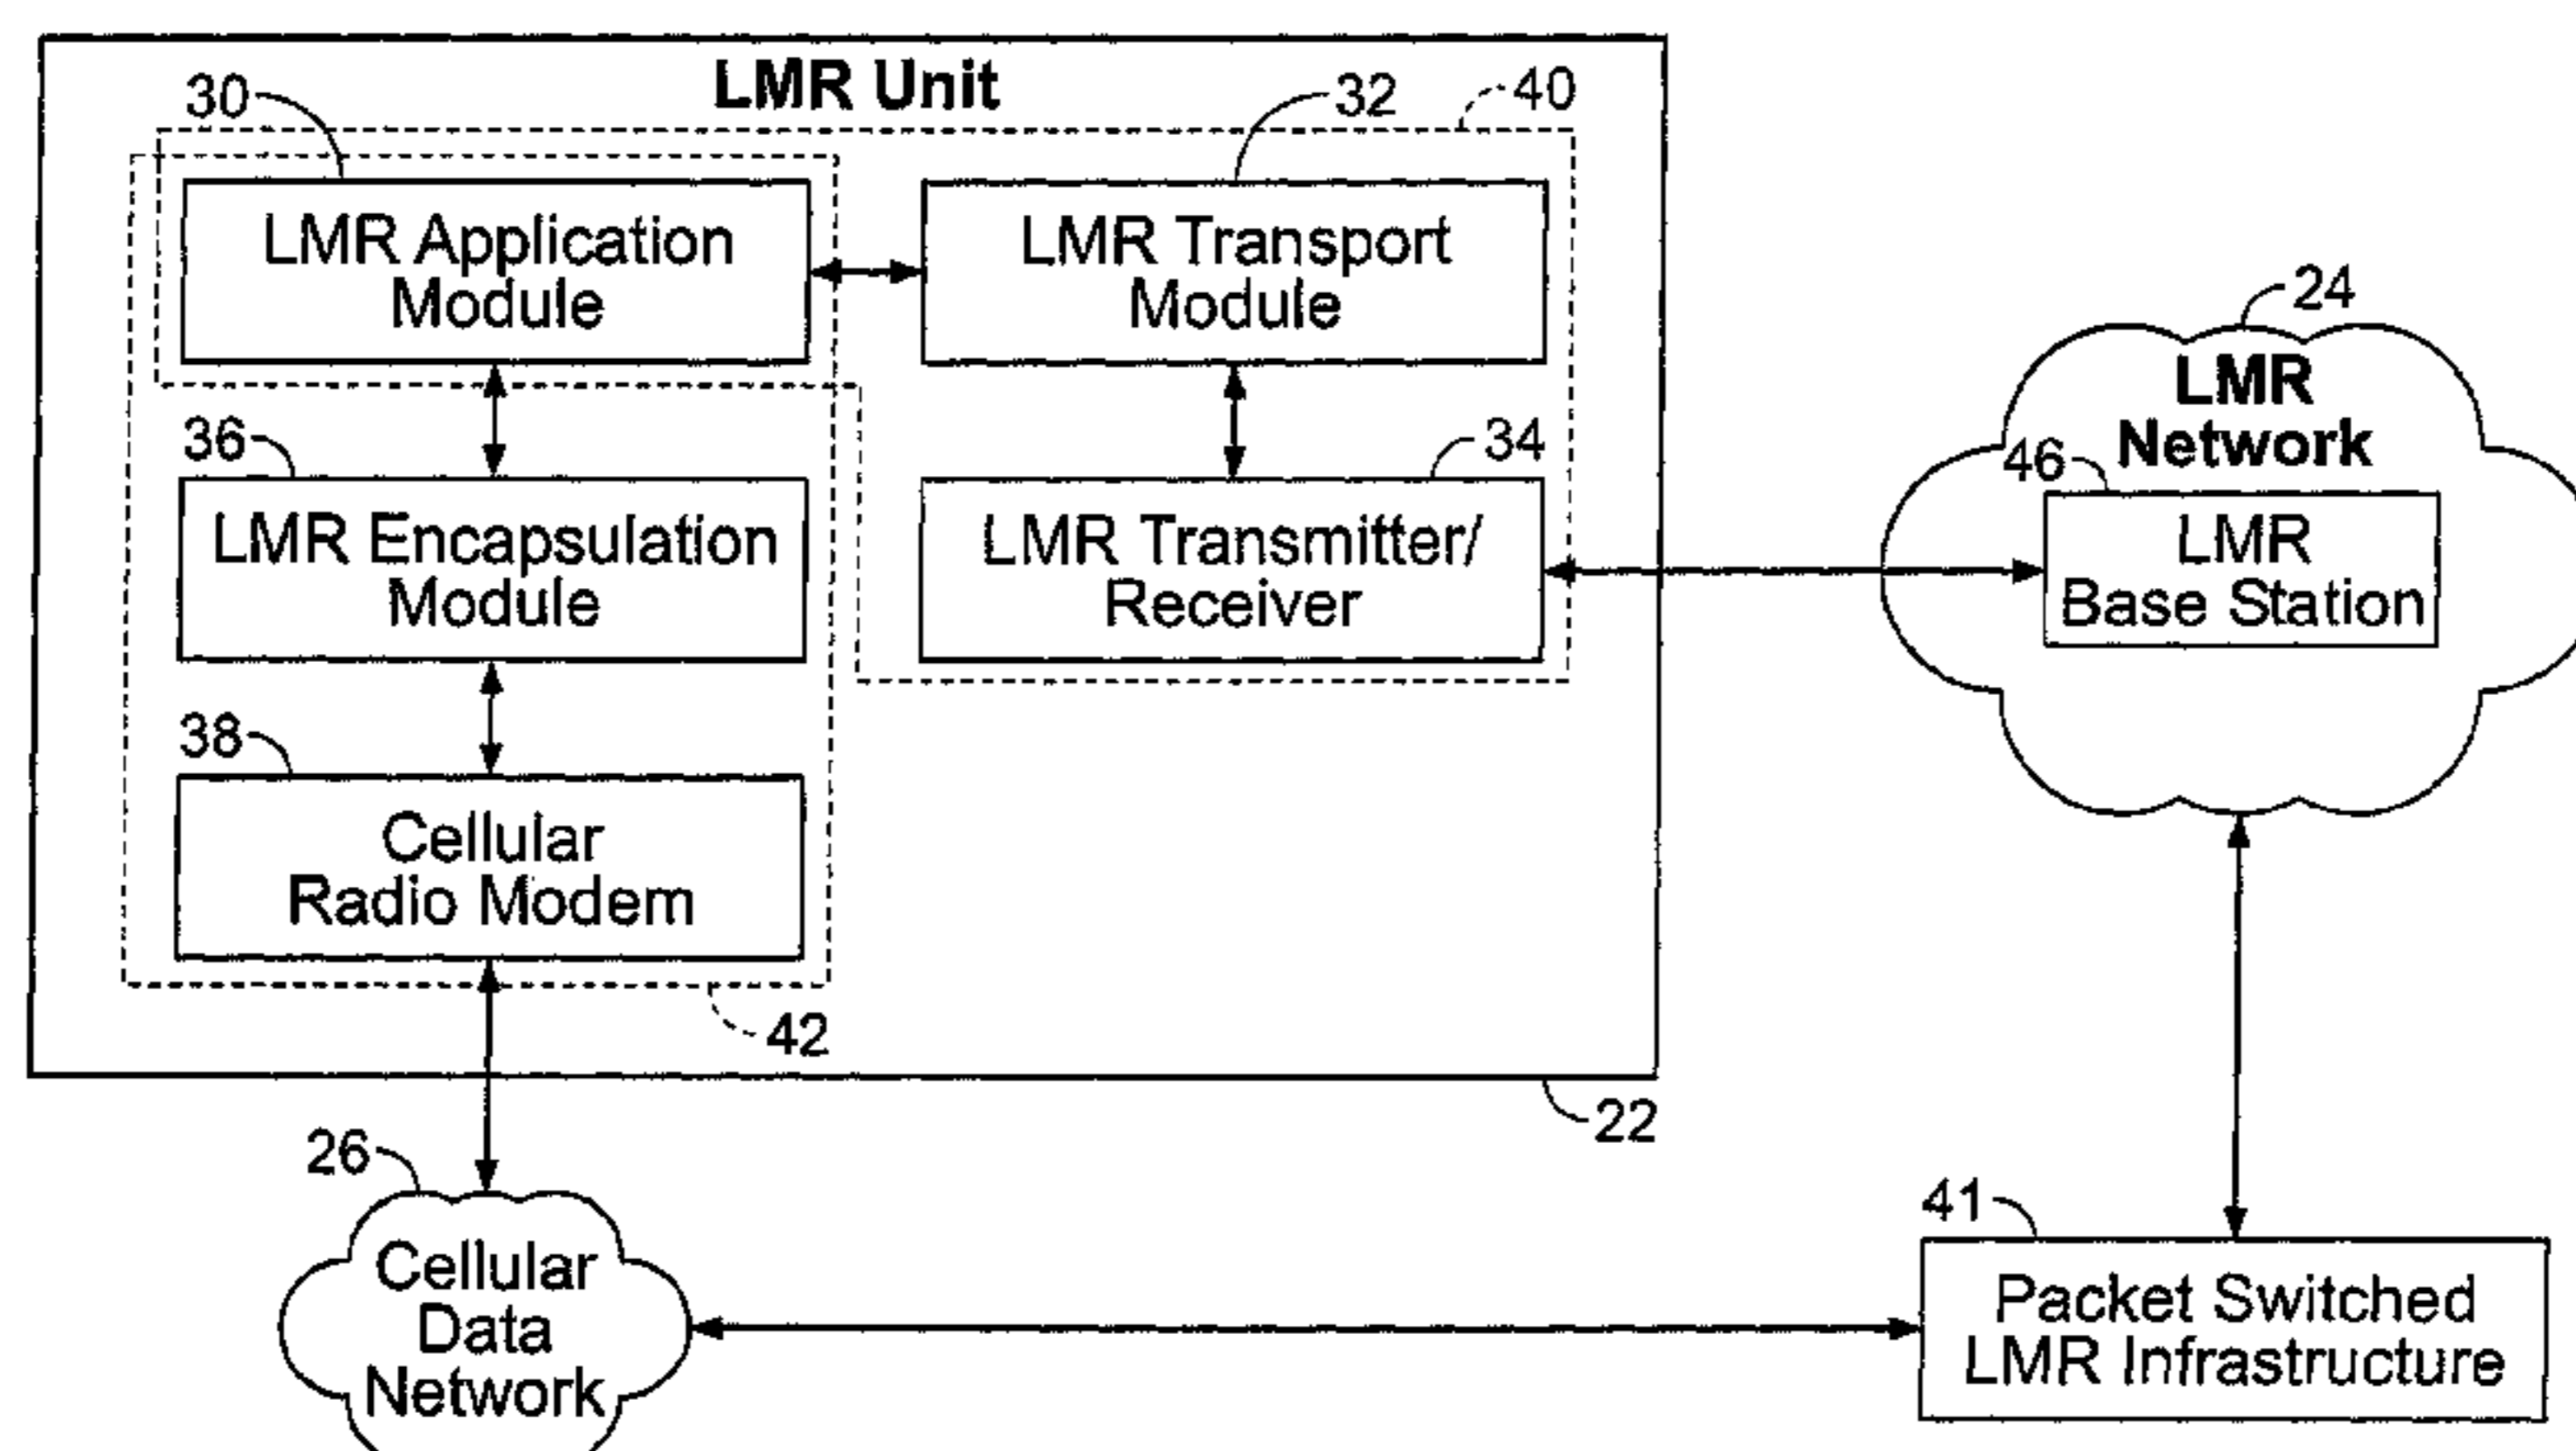 LMR Unit
30
32
40
LMR Application
Module
LMR Transport
Module
24
LMR
Network
36
34
46
LMR Encapsulation
Module
LMR Transmitter/
Receiver
LMR
Base Station
38
Cellular
Radio Modem
42
22
26
41
Cellular
Data
Network
Packet Switched
LMR Infrastructure